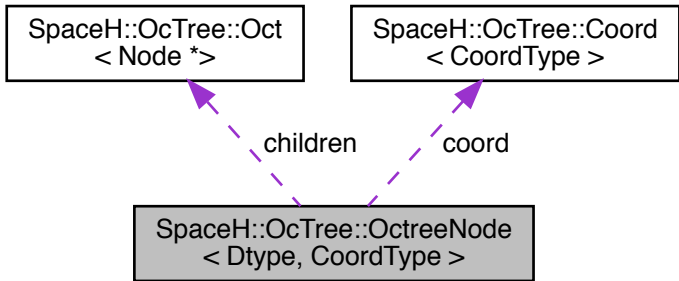 SpaceH::OcTree::Oct
< Node *>
SpaceH::OcTree::Coord
< CoordType >
children
coord
SpaceH::OcTree::OctreeNode
< Dtype, CoordType >